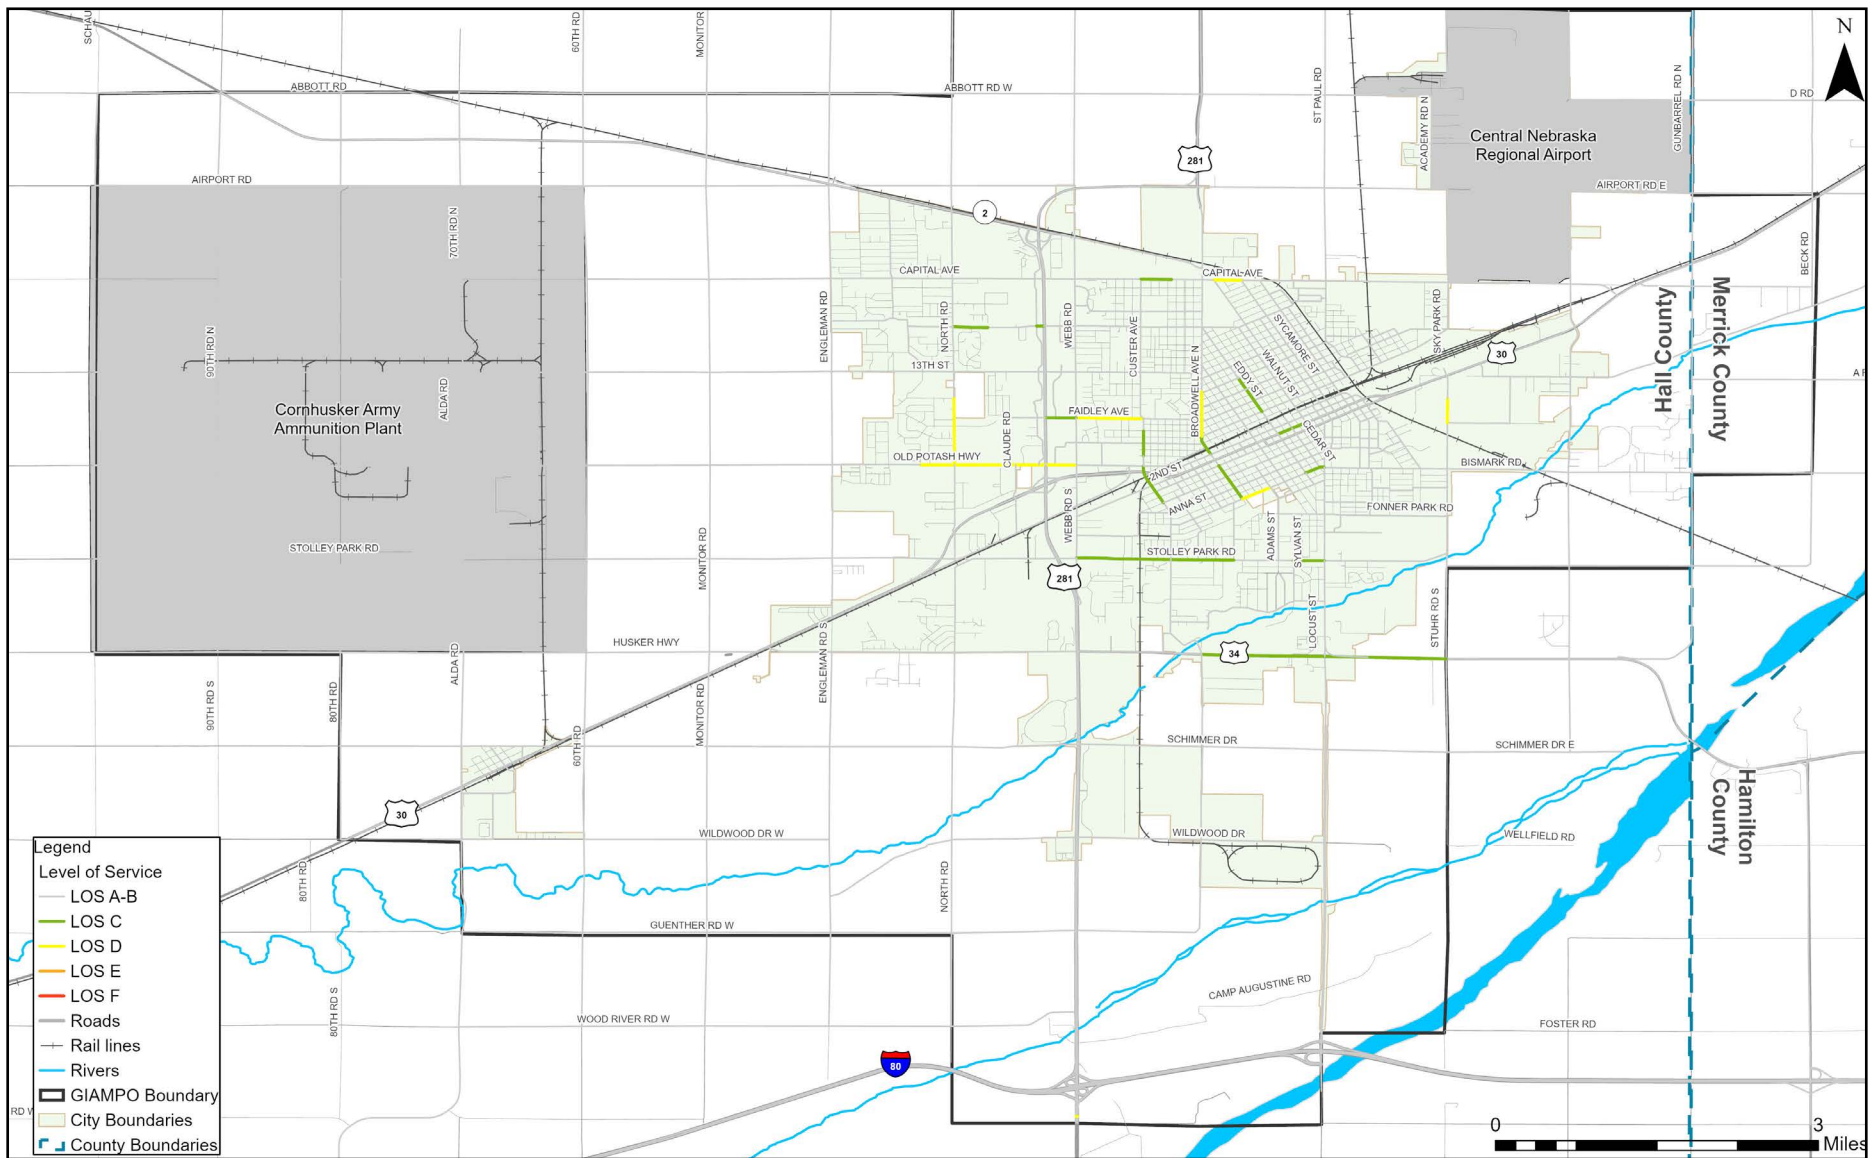 SCHAU
60TH RD
MONITOR
N
ABBOTT RD
ABBOTT RD W
ST PAUL RD
ACADEMY RD N
GUNBARREL RD N
D RD
Central Nebraska
Regional Airport
281
AIRPORT RD
AIRPORT RD E
2
70TH RD N
BECK RD
CAPITAL AVE
CAPITAL AVE
ENGLEMAN RD
NORTH RD
WEBB RD
CUSTER AVE
SYCAMORE ST
SKY PARK RD
Hall County
Merrick County
90TH RD N
30
13TH ST
BROADWELL AVE N
EDDY ST
WALNUT ST
ALDA RD
Cornhusker Army
Ammunition Plant
FAIDLEY AVE
CLAUDE RD
CEDAR ST
OLD POTASH HWY
2ND ST
BISMARK RD
ANNA ST
FONNER PARK RD
WEBB RD S
ADAMS ST
SYLVAN ST
STOLLEY PARK RD
STOLLEY PARK RD
MONITOR RD
281
LOCUST ST
STUHR RD S
HUSKER HWY
34
ENGLEMAN RD S
ALDA RD
90TH RD S
80TH RD
MONITOR RD
60TH RD
SCHIMMER DR
SCHIMMER DR E
Hamilton
County
30
WILDWOOD DR W
WILDWOOD DR
WELLFIELD RD
80TH RD
NORTH RD
GUENTHER RD W
CAMP AUGUSTINE RD
80TH RD S
WOOD RIVER RD W
FOSTER RD
80
RD W
Legend
Level of Service
LOS A-B
LOS C
LOS D
LOS E
LOS F
Roads
Rail lines
Rivers
GIAMPO Boundary
City Boundaries
County Boundaries
0 3
Miles